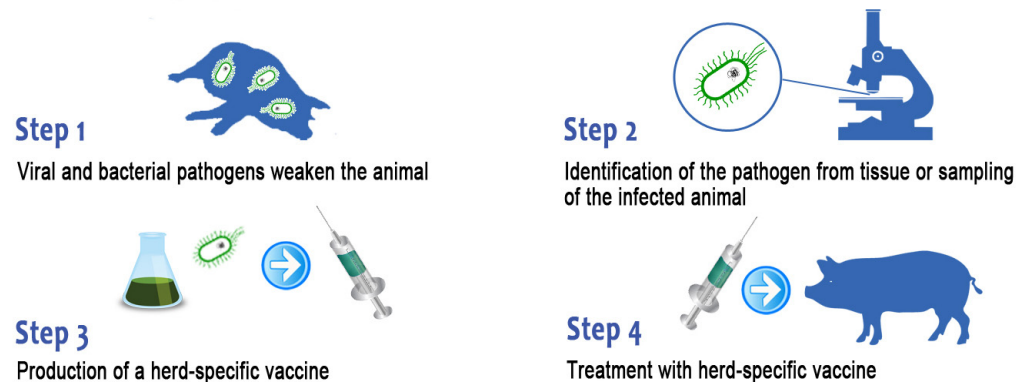 Step 1
Viral and bacterial pathogens weaken the animal
Step 2
Identification of the pathogen from tissue or sampling
of the infected animal
Step 3
Production of a herd-specific vaccine
Step 4
Treatment with herd-specific vaccine